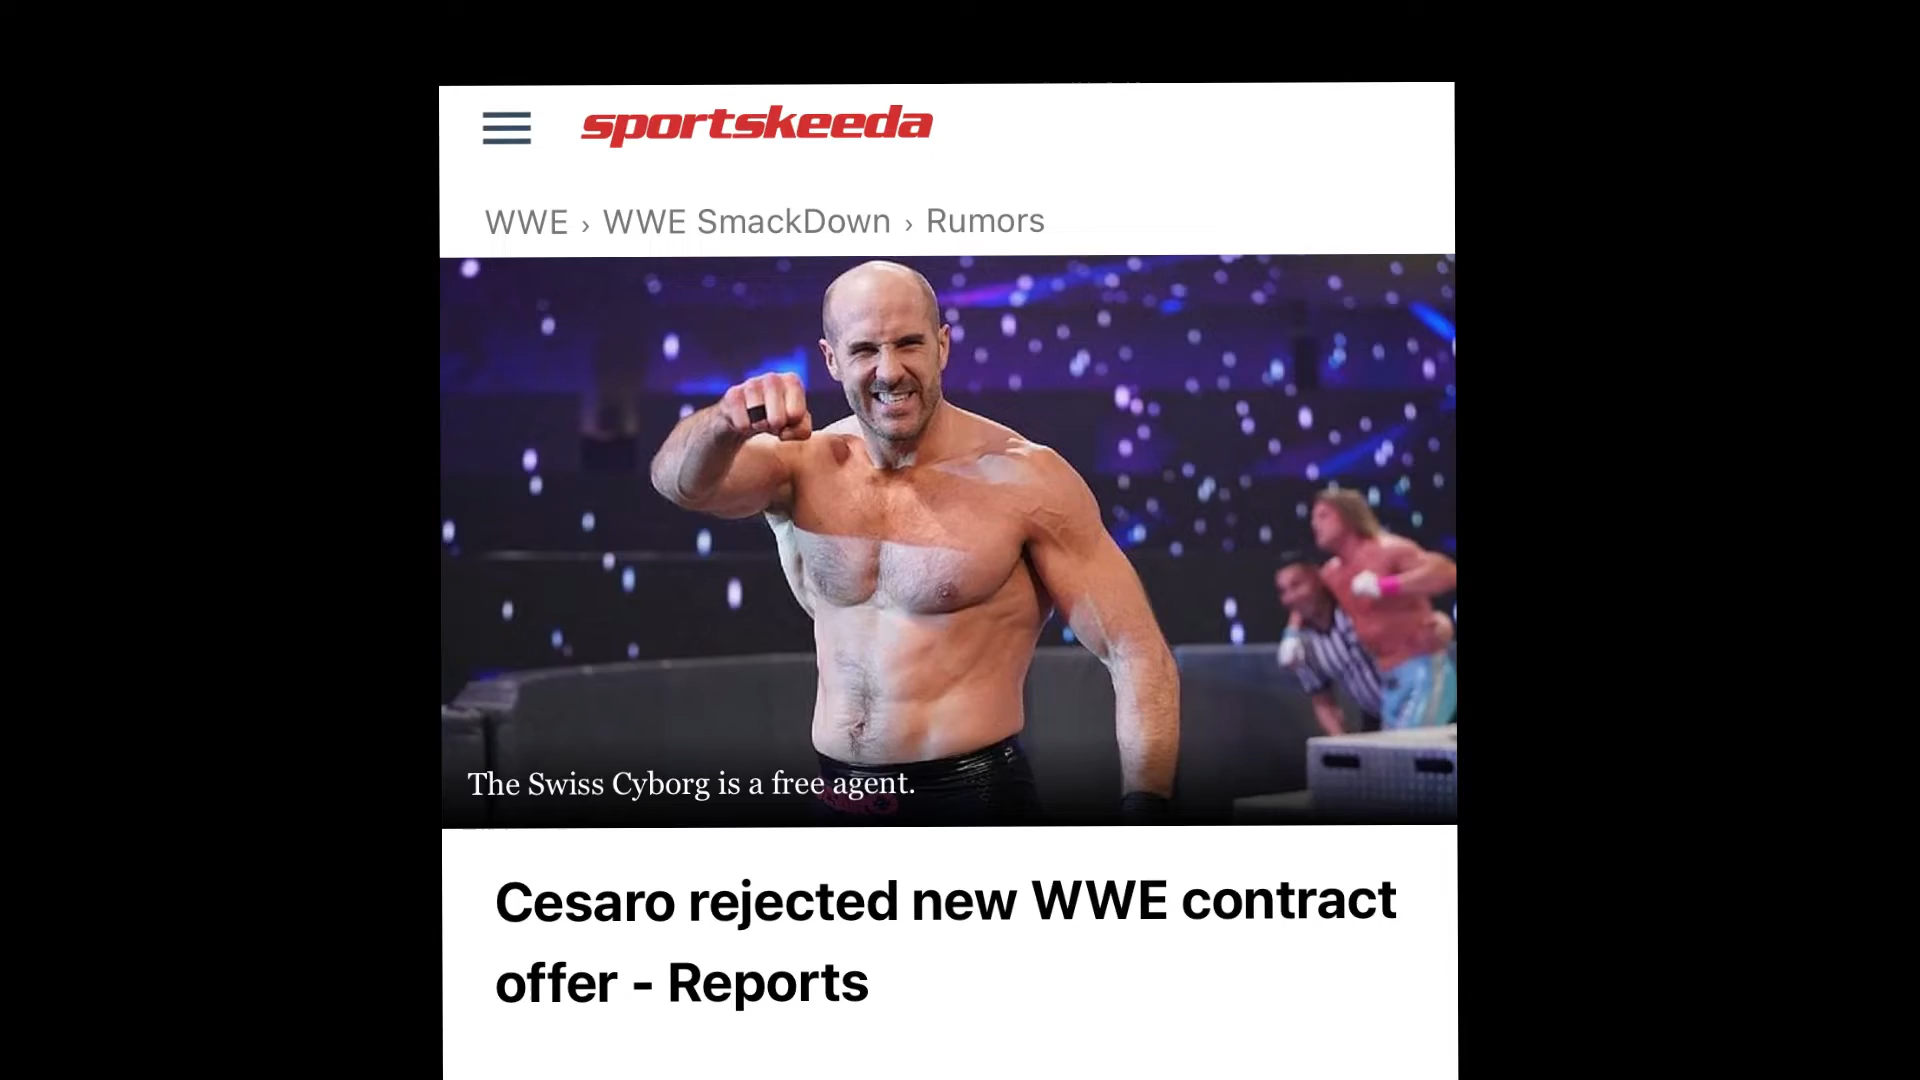 sportskeeda
WWE › WWE SmackDown › Rumors
The Swiss Cyborg is a free agent.
Cesaro rejected new WWE contract
offer - Reports